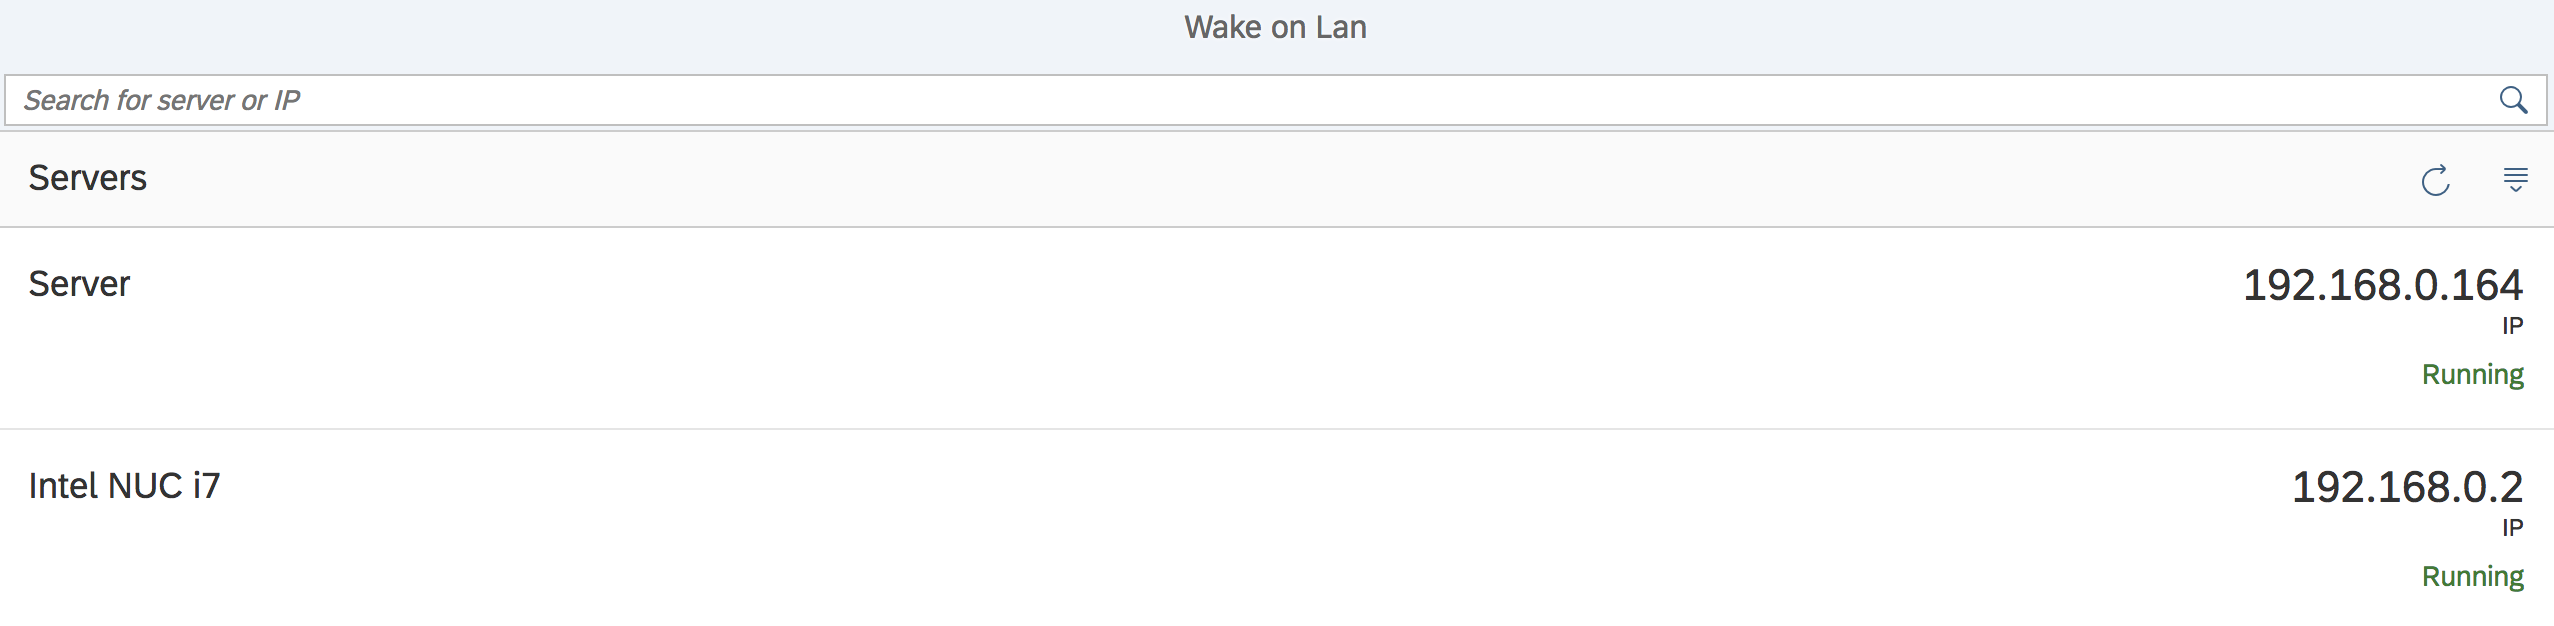 Wake on Lan
Search for server or IP
Servers
Server
192.168.0.164
IP
Running
Intel NUC i7
192.168.0.2
IP
Running